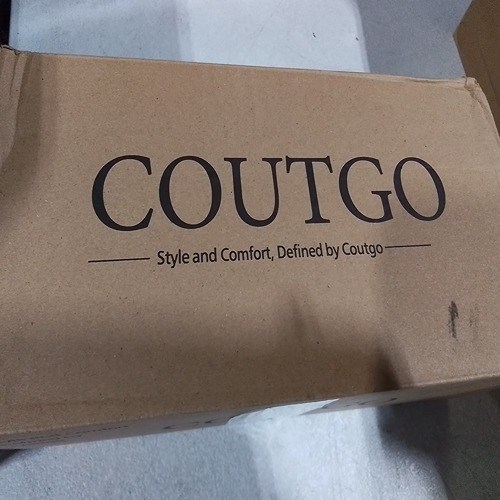 COUTGO
Style and Comfort, Defined by Coutgo